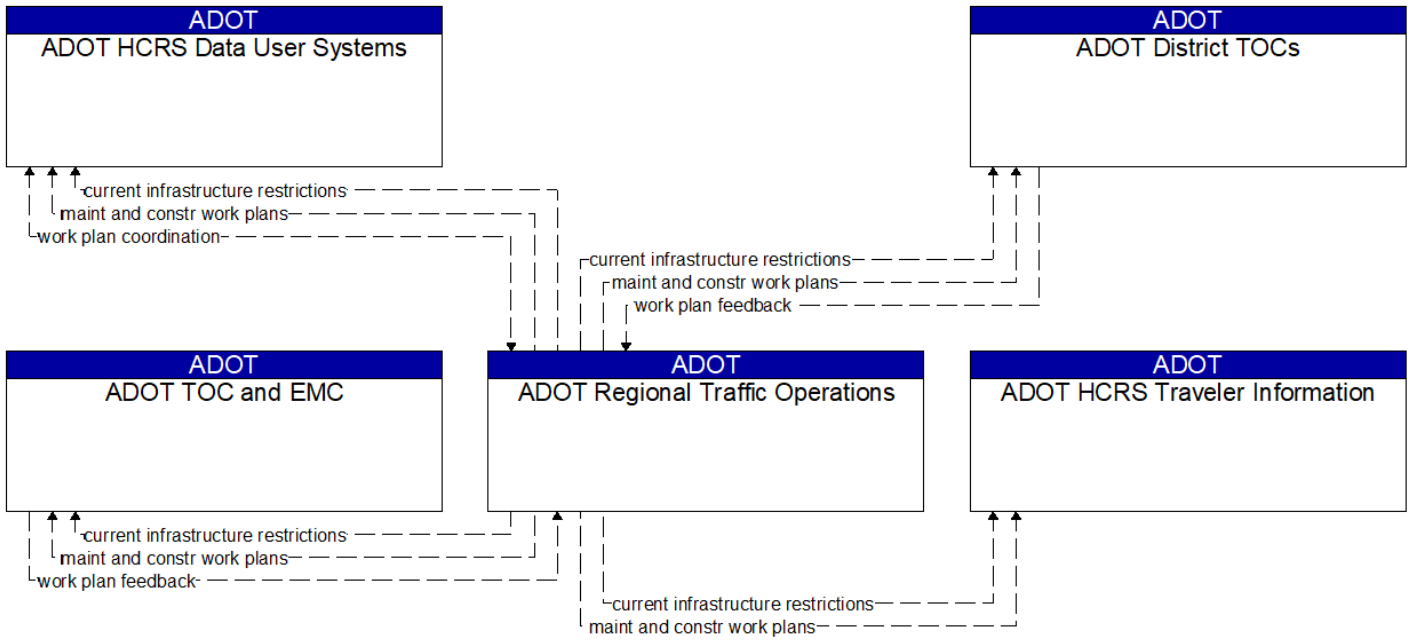 ADOT
ADOT HCRS Data User Systems
ADOT
ADOT District TOCs
current infrastructure restrictions
maint and constr work plans
work plan coordination
current infrastructure restrictions
maint and constr work plans
work plan feedback
ADOT
ADOT TOC and EMC
ADOT
ADOT Regional Traffic Operations
ADOT
ADOT HCRS Traveler Information
current infrastructure restrictions
maint and constr work plans
work plan feedback
current infrastructure restrictions
maint and constr work plans